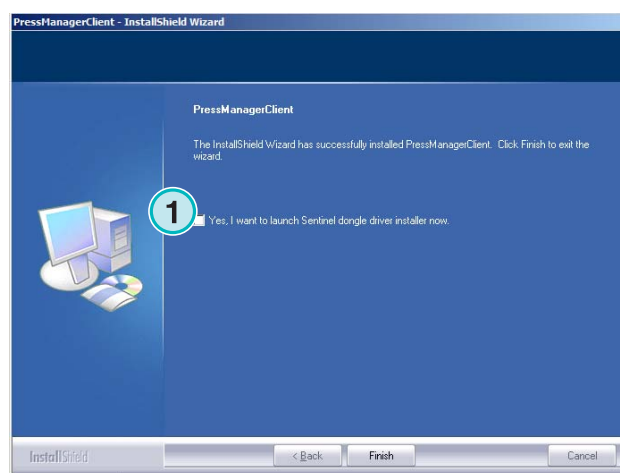 PressManagerClient - InstallShield Wizard
PressManagerClient
The InstallShield Wizard has successfully installed PressManagerClient. Click Finish to exit the
wizard.
1
Yes, I want to launch Sentinel dongle driver installer now.
InstallShield
< Back
Finish
Cancel